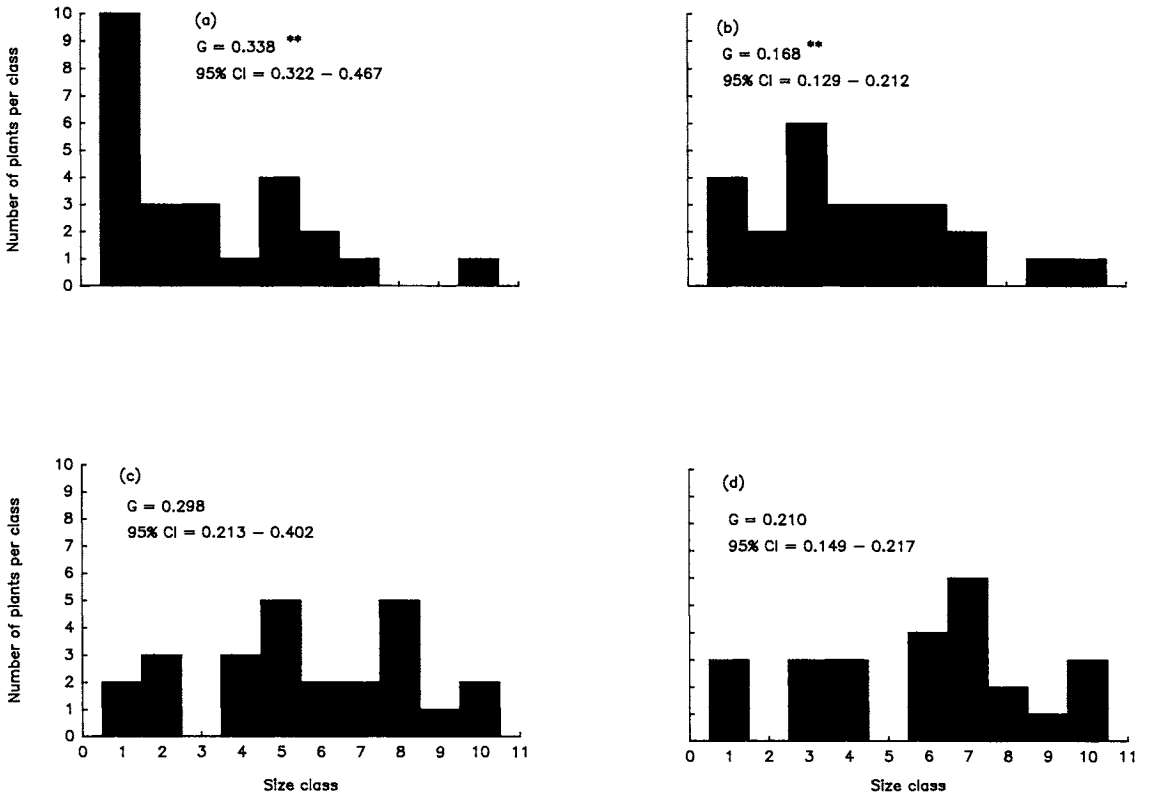 (a)
G = 0.338 **
95% CI = 0.322 – 0.467
Number of plants per class
10
9
8
7
6
5
4
3
2
1
0
(b)
G = 0.168 **
95% CI = 0.129 – 0.212
(c)
G = 0.298
95% CI = 0.213 – 0.402
Number of plants per class
10
9
8
7
6
5
4
3
2
1
0
0 1 2 3 4 5 6 7 8 9 10 11
Size class
(d)
G = 0.210
95% CI = 0.149 – 0.217
0 1 2 3 4 5 6 7 8 9 10 11
Size class